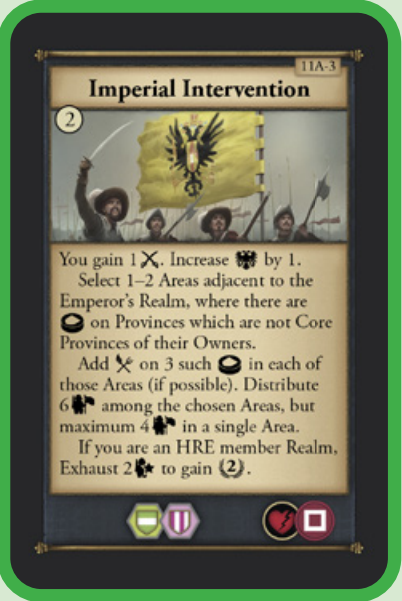 11A-3
Imperial Intervention
2
You gain 1. Increase by 1.
Select 1–2 Areas adjacent to the
Emperor's Realm, where there are
on Provinces which are not Core
Provinces of their Owners.
Add on 3 such in each of
those Areas (if possible). Distribute
6 among the chosen Areas, but
maximum 4 in a single Area.
If you are an HRE member Realm,
Exhaust 2 to gain 2.